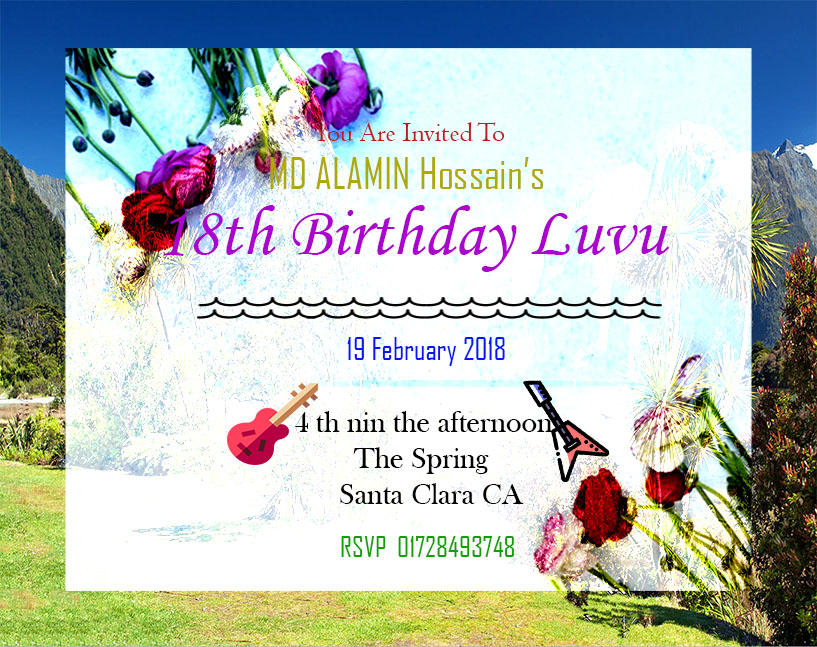 You Are Invited To
MD ALAMIN Hossain's
18th Birthday Luvu
19 February 2018
4 th nin the afternoon
The Spring
Santa Clara CA
RSVP 01728493748